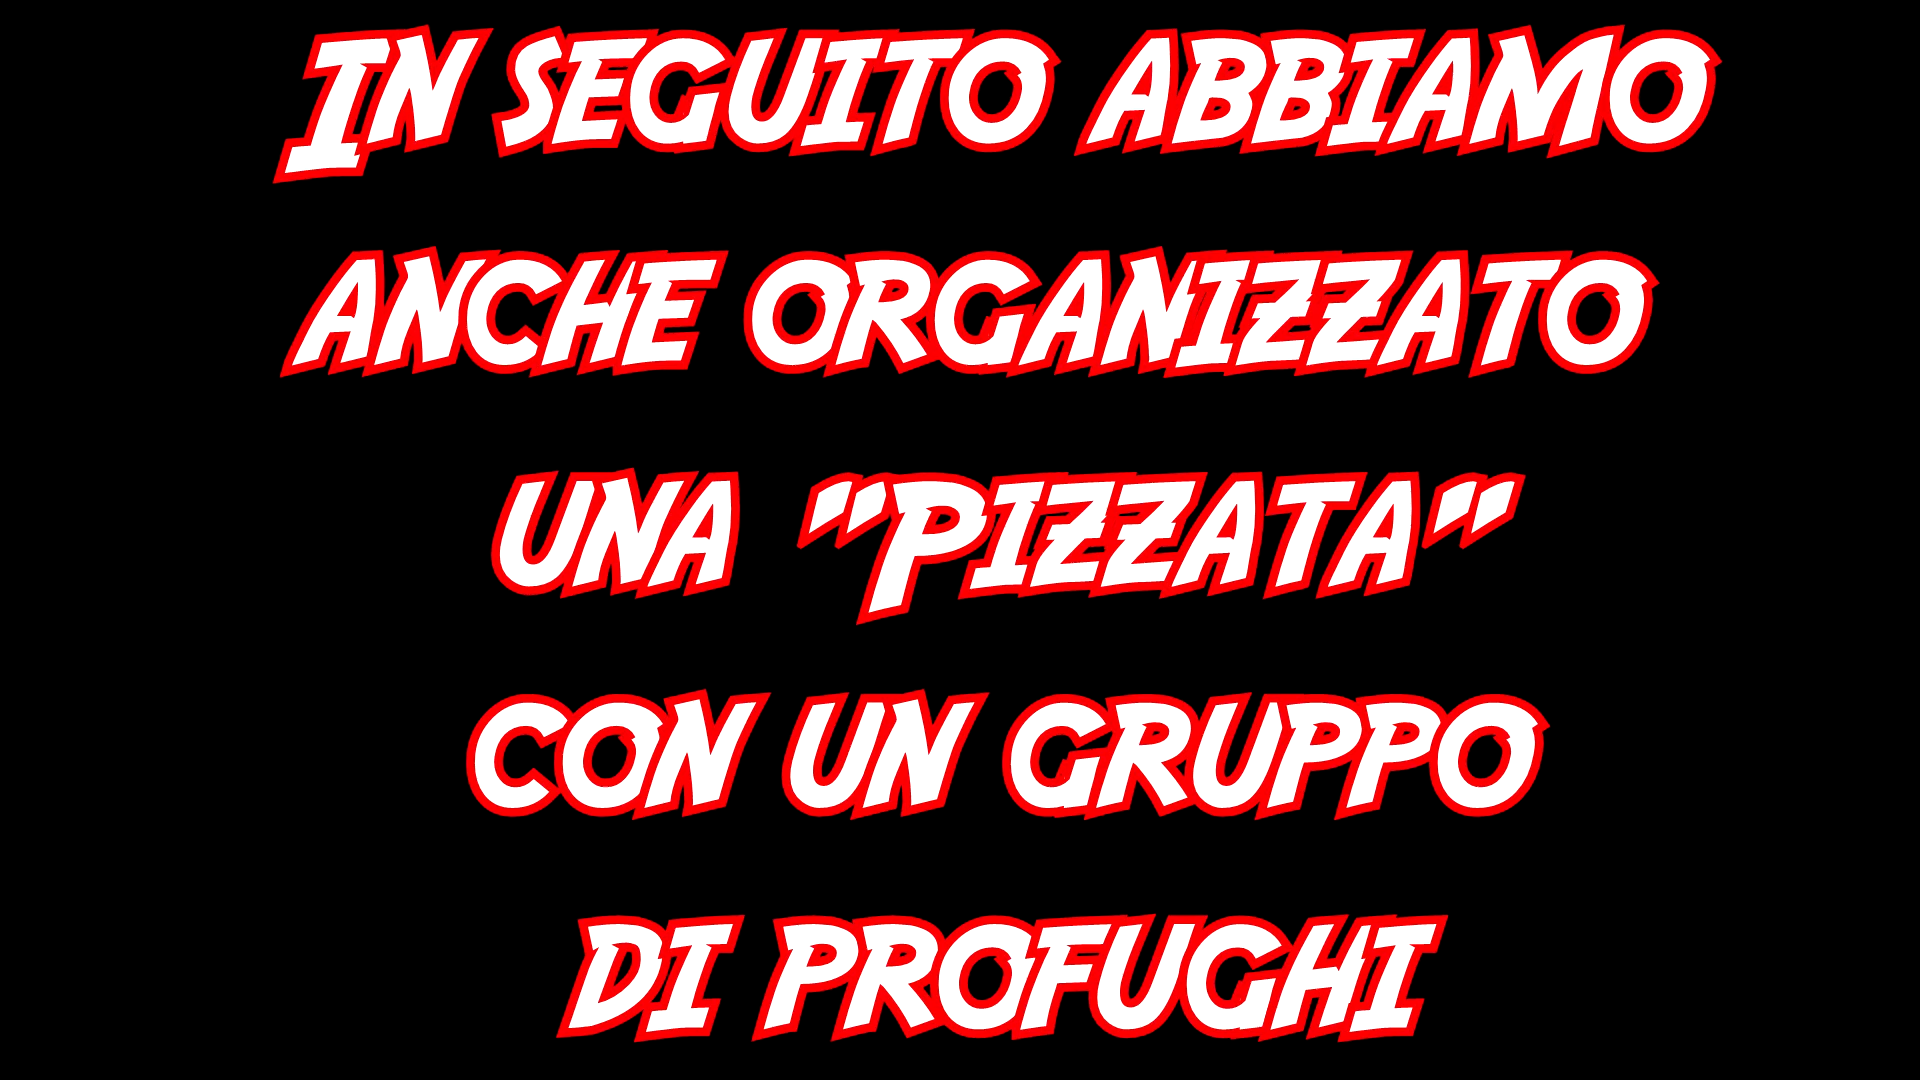 In seguito abbiamo
anche organizzato
una "Pizzata"
con un gruppo
di profughi